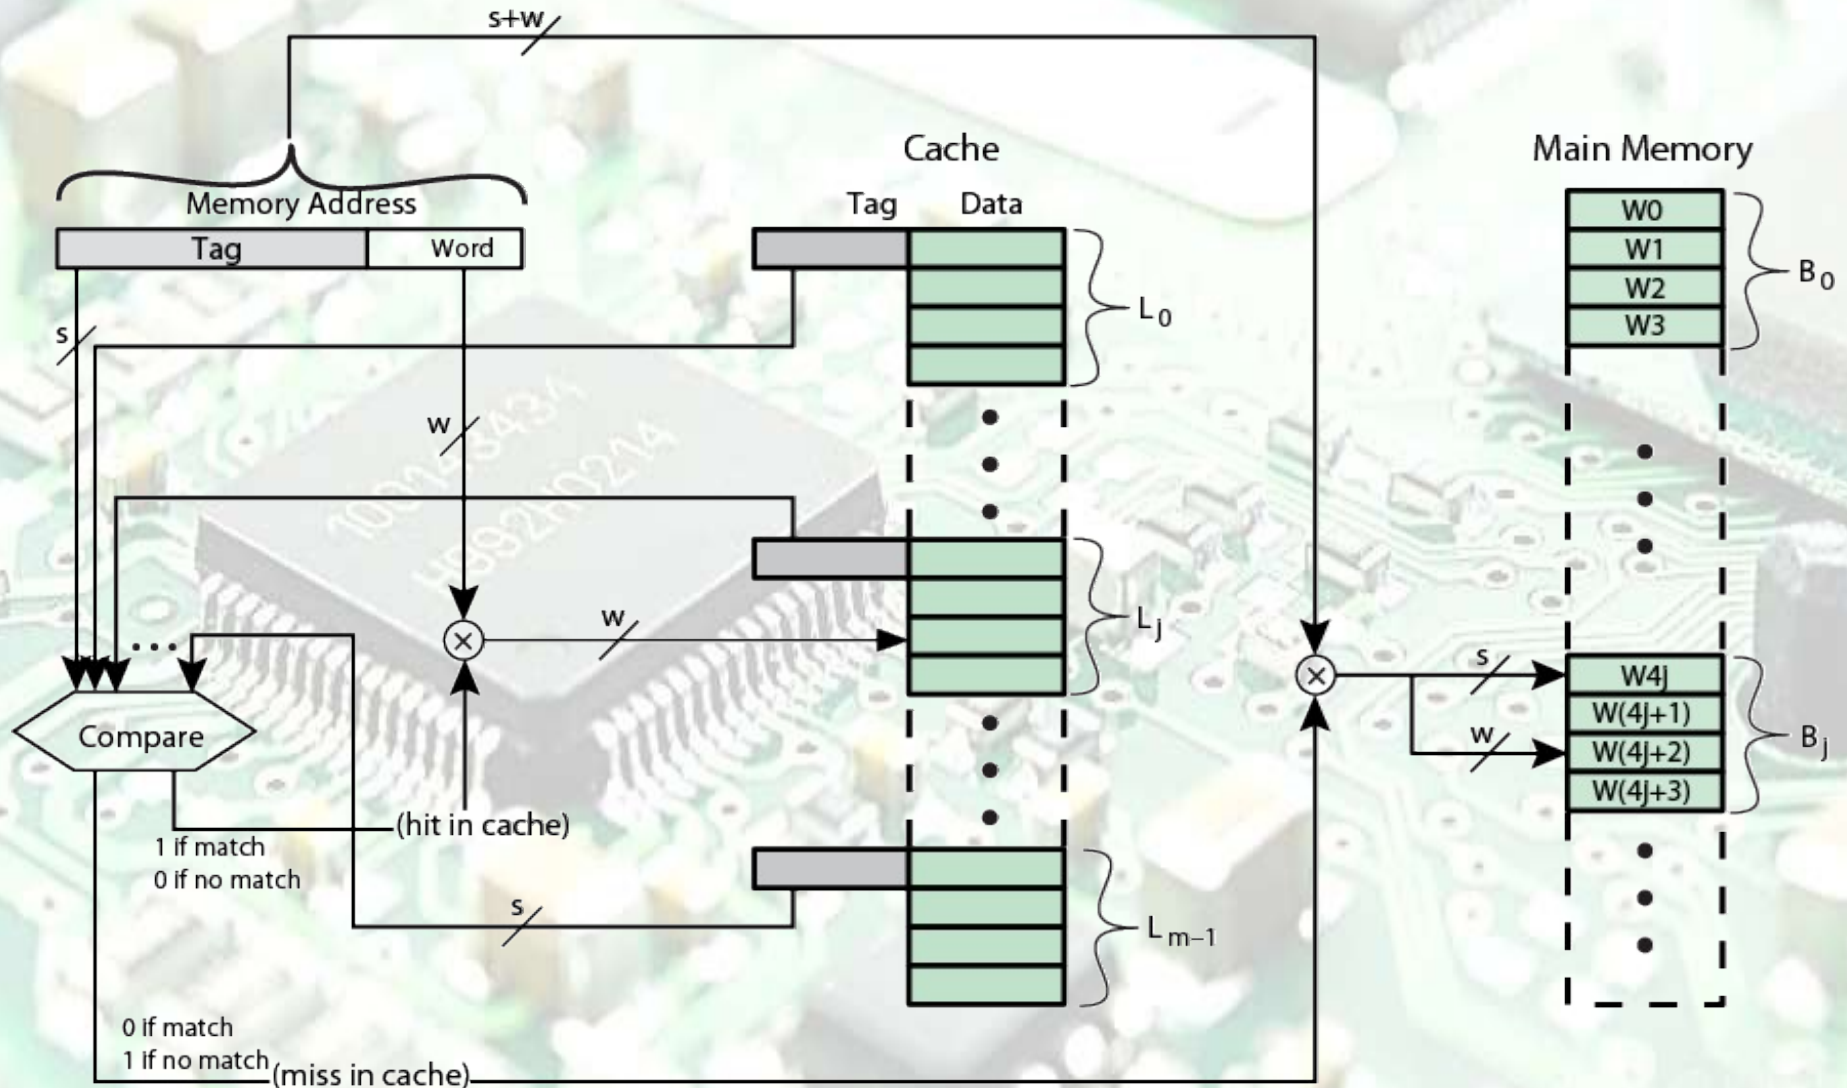 s+w
Cache
Main Memory
Memory Address
Tag Data
Tag Word
W0
W1
W2
W3
B0
L0
s
w
100143434
Lj
w
s
W4j
W(4j+1)
W(4j+2)
W(4j+3)
w
Bj
• • •
Compare
(hit in cache)
1 if match
0 if no match
s
Lm–1
0 if match
1 if no match
(miss in cache)